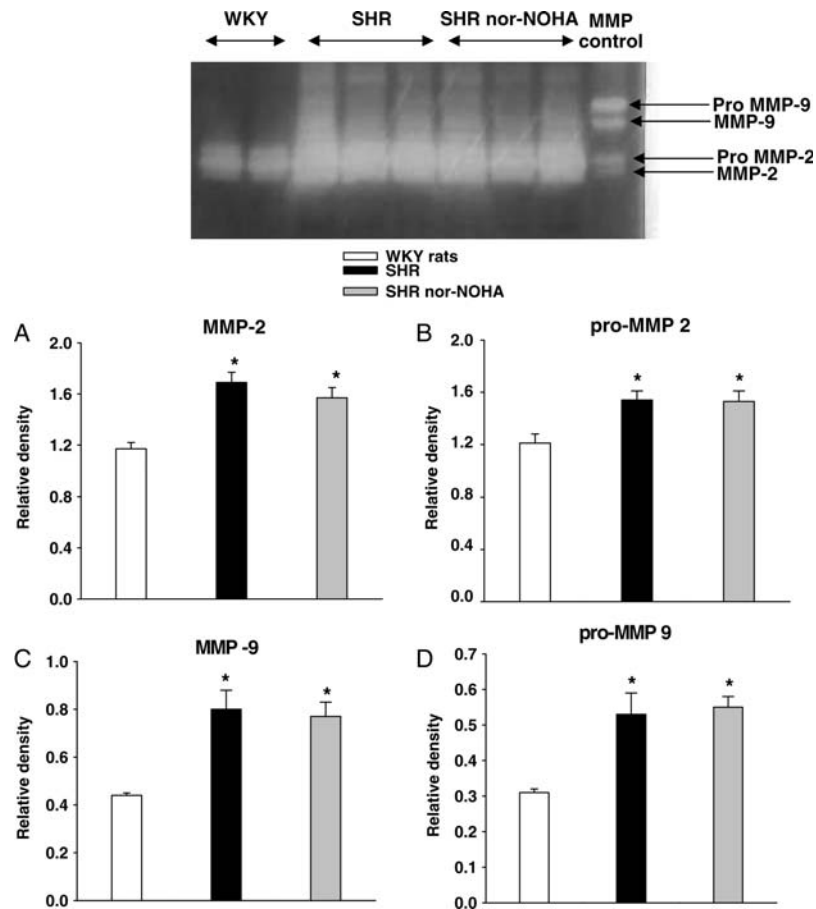 WKY SHR SHR nor-NOHA MMP
control
Pro MMP-9
MMP-9
Pro MMP-2
MMP-2
WKY rats
SHR
SHR nor-NOHA
A MMP-2
Relative density
2.0
1.6
1.2
0.8
0.4
0.0
* *
B pro-MMP 2
Relative density
2.0
1.6
1.2
0.8
0.4
0.0
* *
C MMP -9
Relative density
1.0
0.8
0.6
0.4
0.2
0.0
* *
D pro-MMP 9
Relative density
0.7
0.6
0.5
0.4
0.3
0.2
0.1
0.0
* *